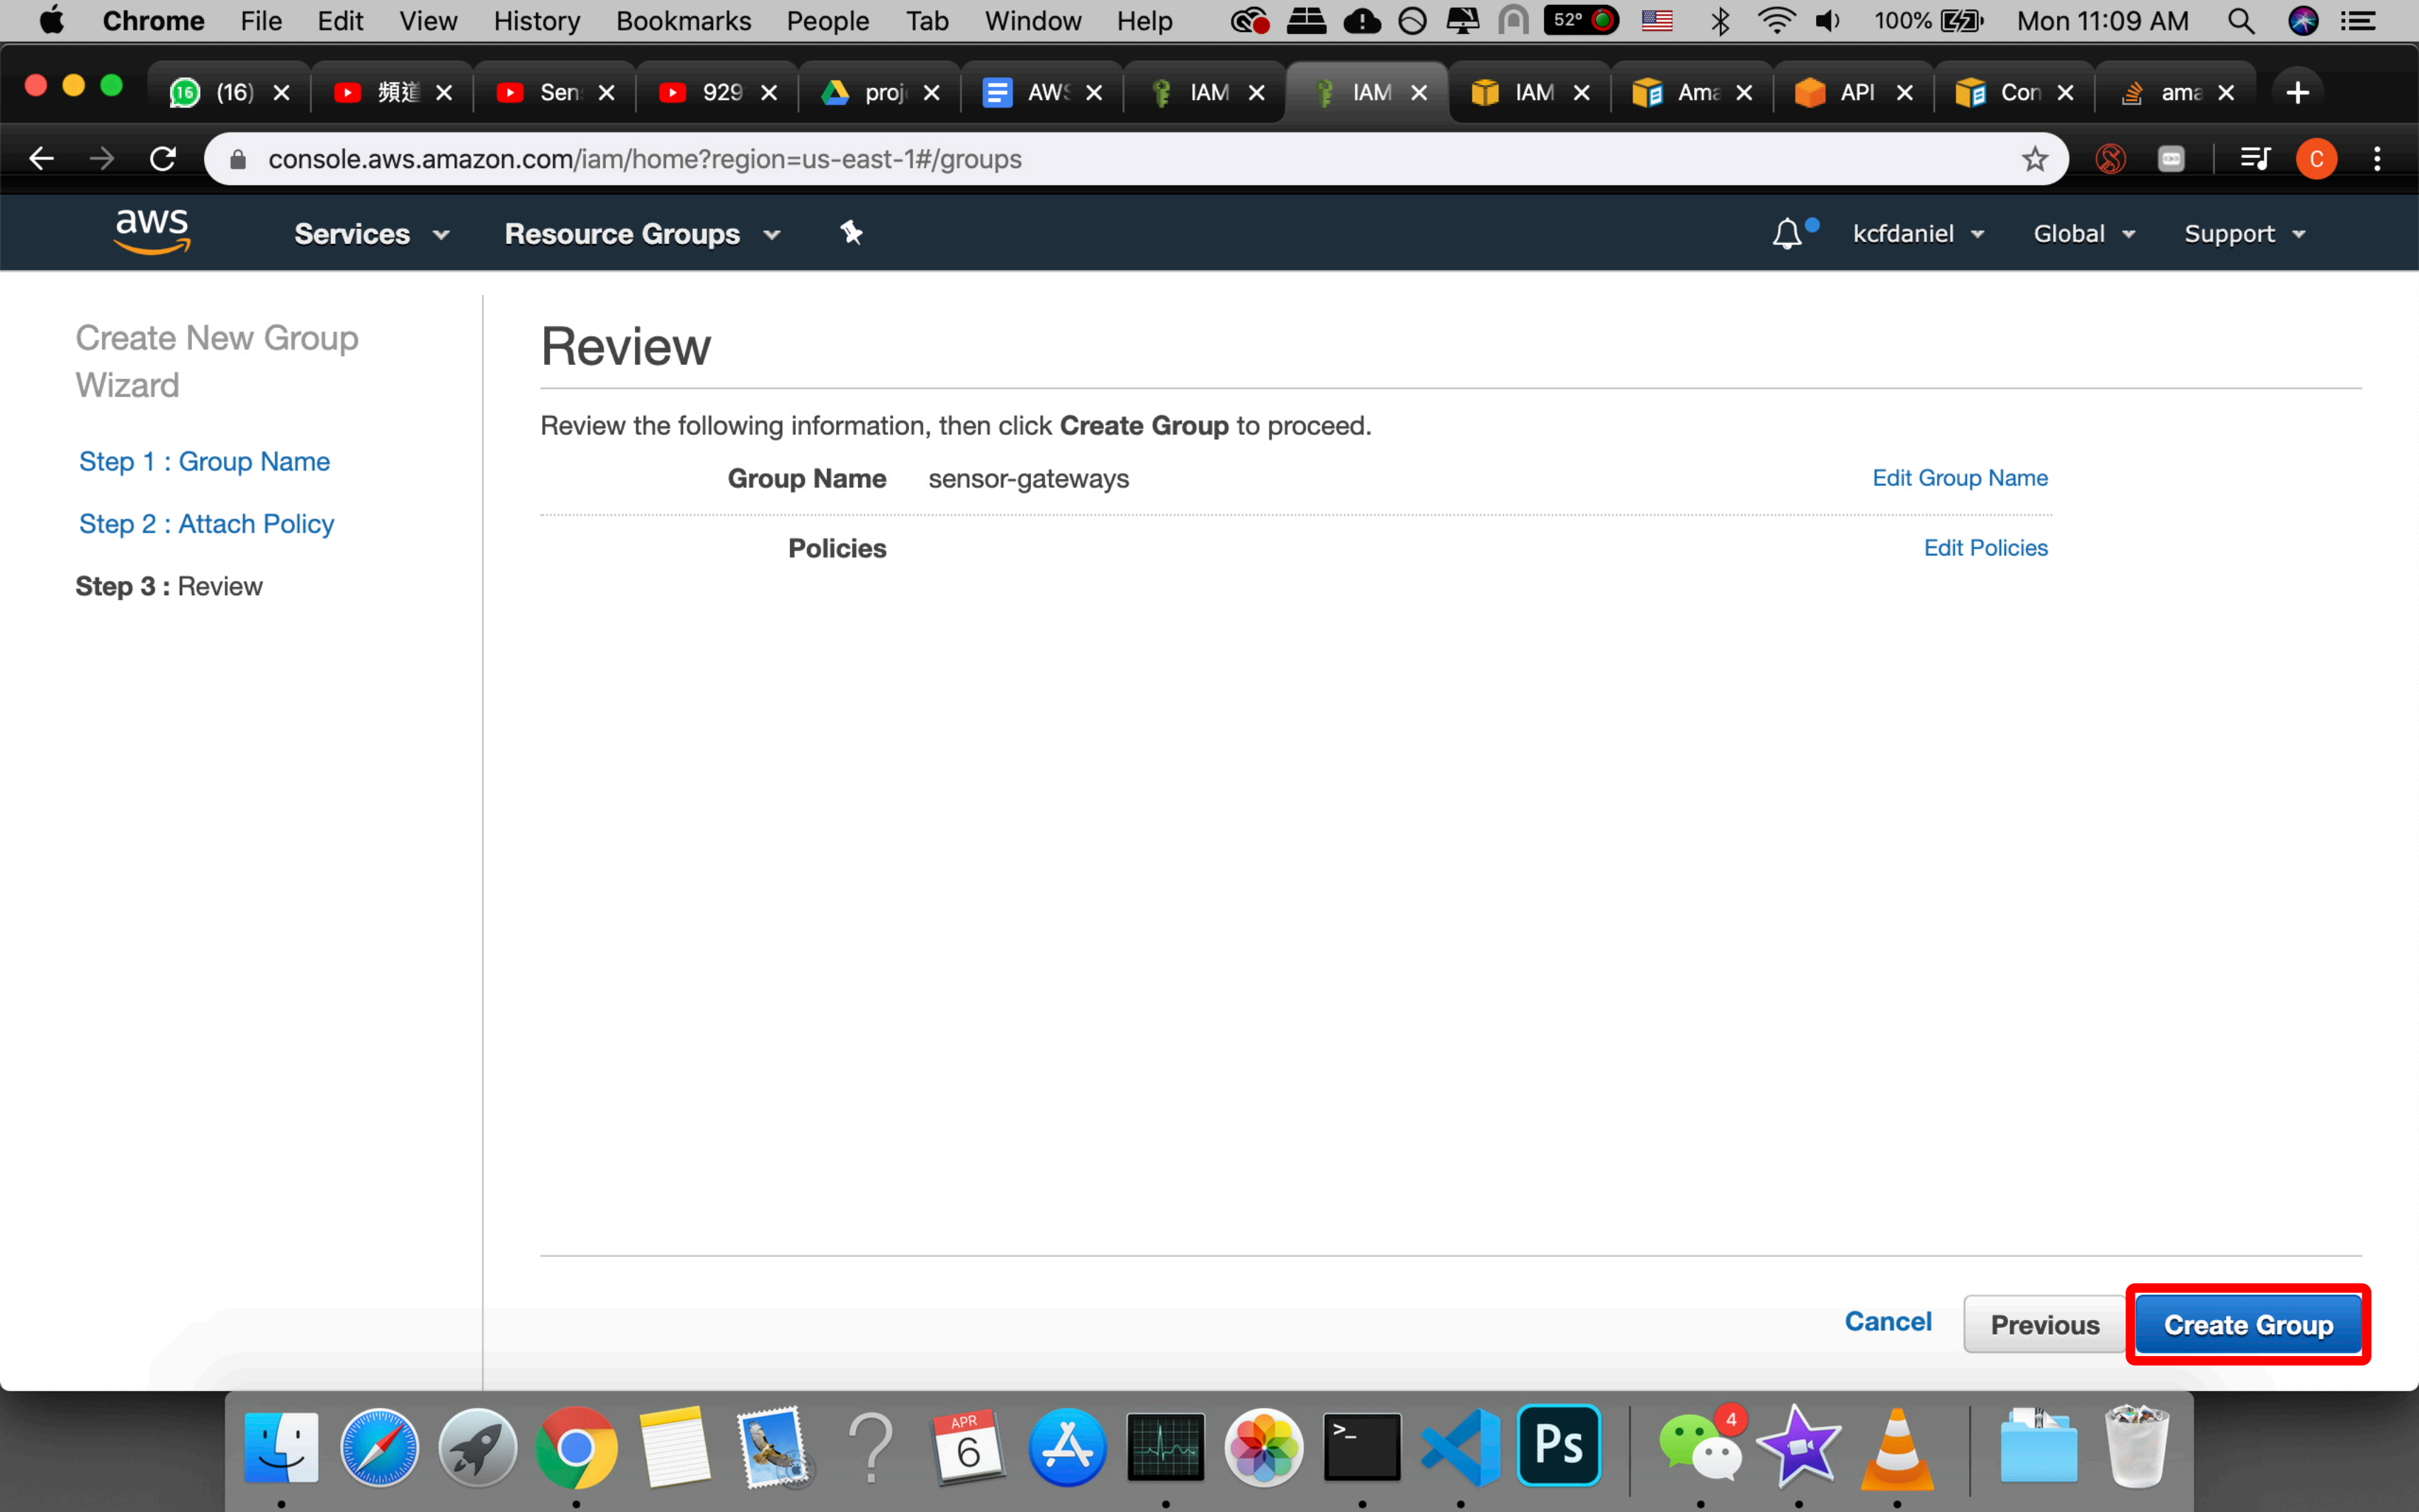 Chrome File Edit View History Bookmarks People Tab Window Help 52° 100% Mon 11:09 AM
16 (16) 頻道 Sen 929 proj AWS IAM IAM IAM Ama API Con ama
console.aws.amazon.com/iam/home?region=us-east-1#/groups C
aws Services Resource Groups kcfdaniel Global Support
Create New Group
Wizard
Step 1 : Group Name
Step 2 : Attach Policy
Step 3 : Review
Review
Review the following information, then click Create Group to proceed.
Group Name sensor-gateways Edit Group Name
Policies Edit Policies
Cancel Previous Create Group
APR
6
>_
Ps
4